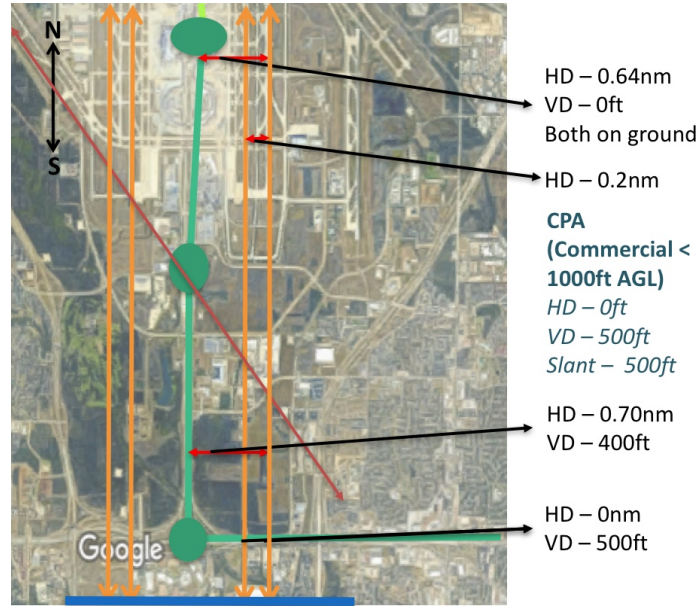 N
S
HD – 0.64nm
VD – 0ft
Both on ground
HD – 0.2nm
CPA
(Commercial <
1000ft AGL)
HD – 0ft
VD – 500ft
Slant – 500ft
HD – 0.70nm
VD – 400ft
HD – 0nm
VD – 500ft
Google